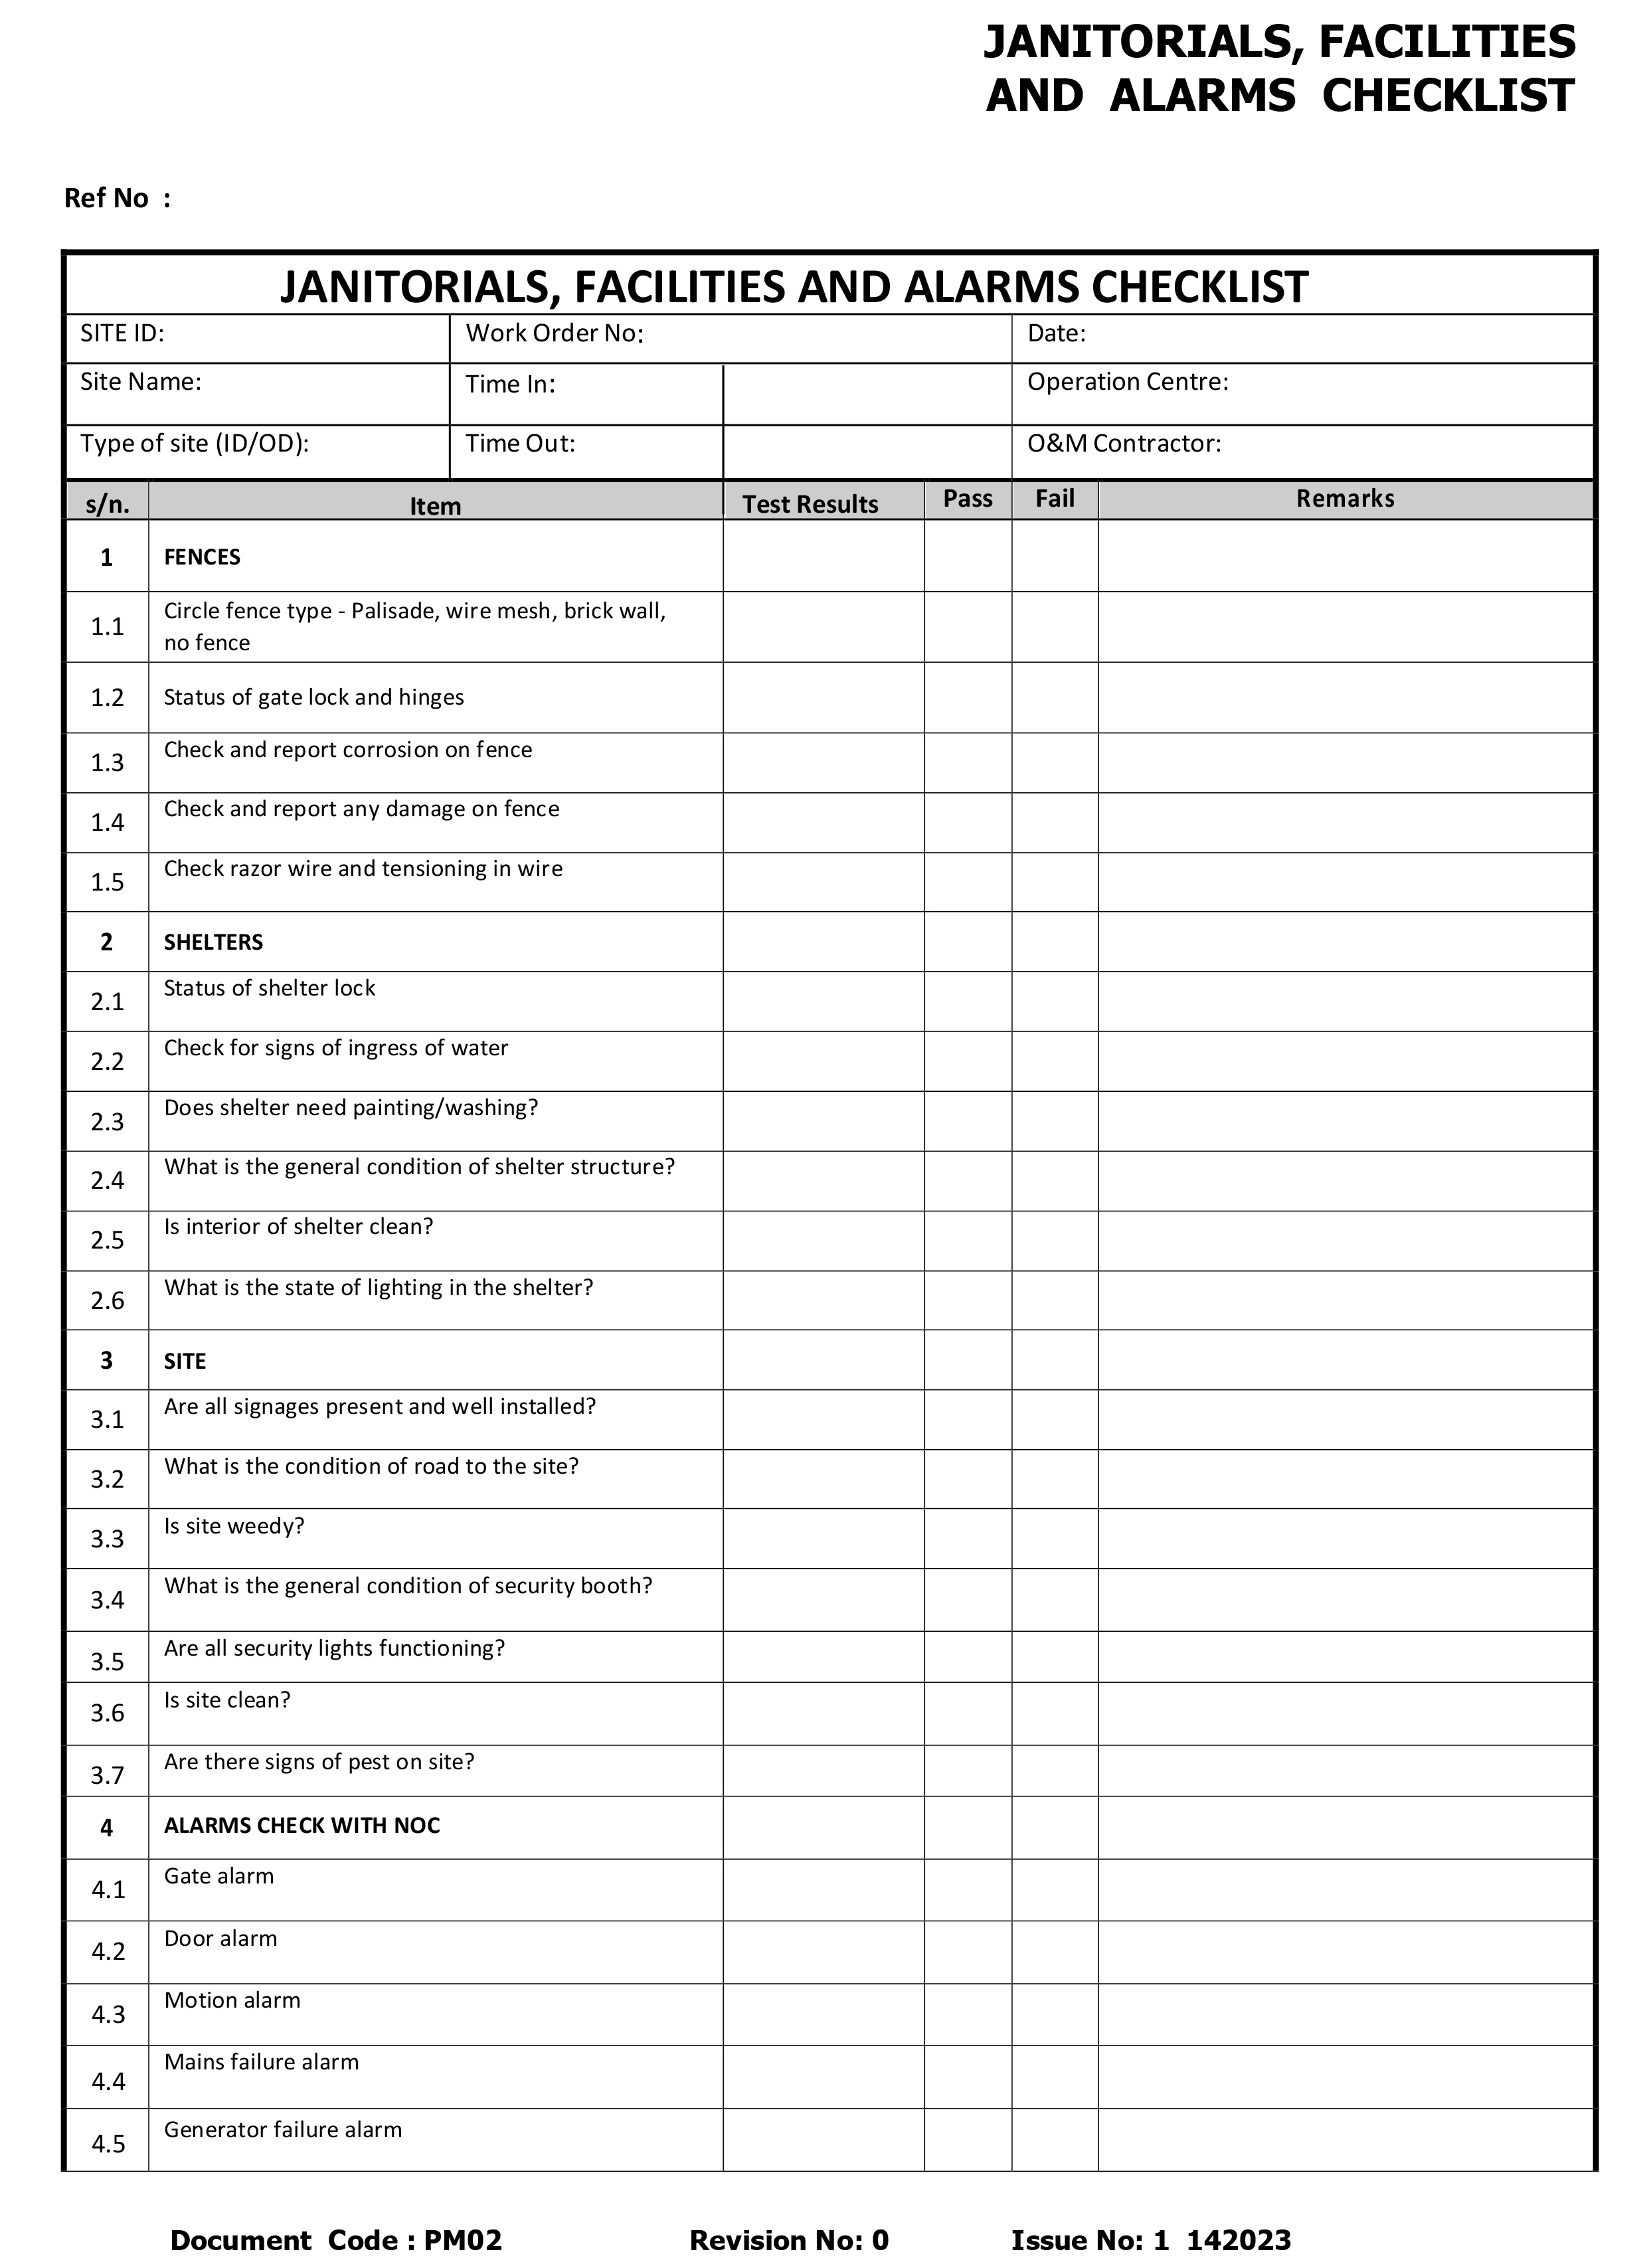 JANITORIALS, FACILITIES
AND ALARMS CHECKLIST
Ref No :
JANITORIALS, FACILITIES AND ALARMS CHECKLIST
SITE ID: Work Order No: Date:
Site Name: Time In: Operation Centre:
Type of site (ID/OD): Time Out: O&M Contractor:
s/n. Item Test Results Pass Fail Remarks
1 FENCES
1.1 Circle fence type - Palisade, wire mesh, brick wall,
no fence
1.2 Status of gate lock and hinges
1.3 Check and report corrosion on fence
1.4 Check and report any damage on fence
1.5 Check razor wire and tensioning in wire
2 SHELTERS
2.1 Status of shelter lock
2.2 Check for signs of ingress of water
2.3 Does shelter need painting/washing?
2.4 What is the general condition of shelter structure?
2.5 Is interior of shelter clean?
2.6 What is the state of lighting in the shelter?
3 SITE
3.1 Are all signages present and well installed?
3.2 What is the condition of road to the site?
3.3 Is site weedy?
3.4 What is the general condition of security booth?
3.5 Are all security lights functioning?
3.6 Is site clean?
3.7 Are there signs of pest on site?
4 ALARMS CHECK WITH NOC
4.1 Gate alarm
4.2 Door alarm
4.3 Motion alarm
4.4 Mains failure alarm
4.5 Generator failure alarm
Document Code : PM02 Revision No: 0 Issue No: 1 142023